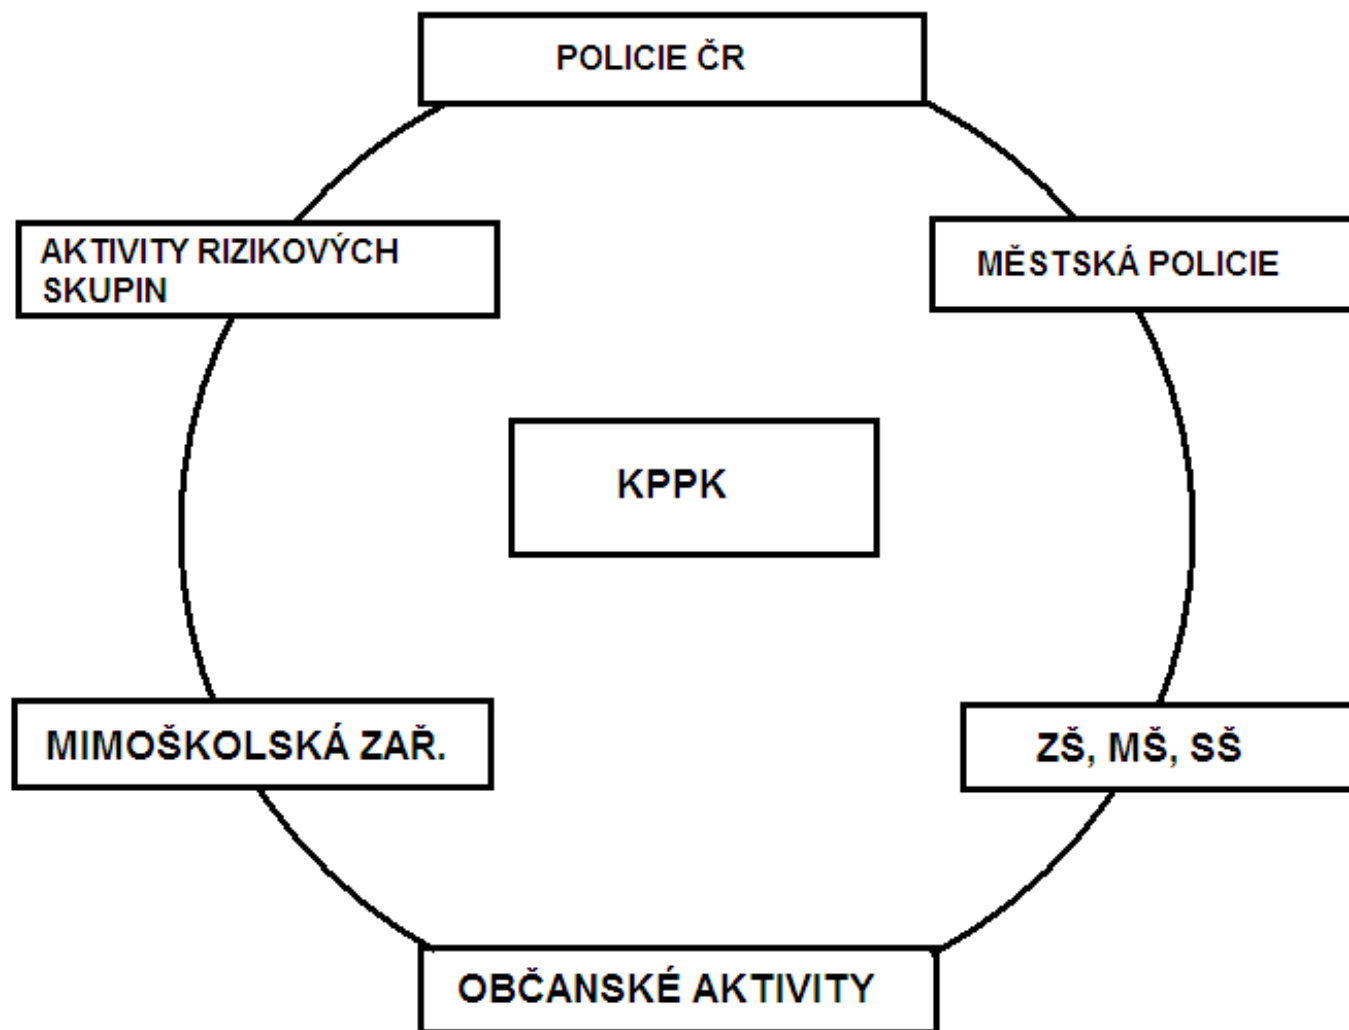 POLICIE ČR
AKTIVITY RIZIKOVÝCH
SKUPIN
MĚSTSKÁ POLICIE
KPPK
MIMOŠKOLSKÁ ZAŘ.
ZŠ, MŠ, SŠ
OBČANSKÉ AKTIVITY